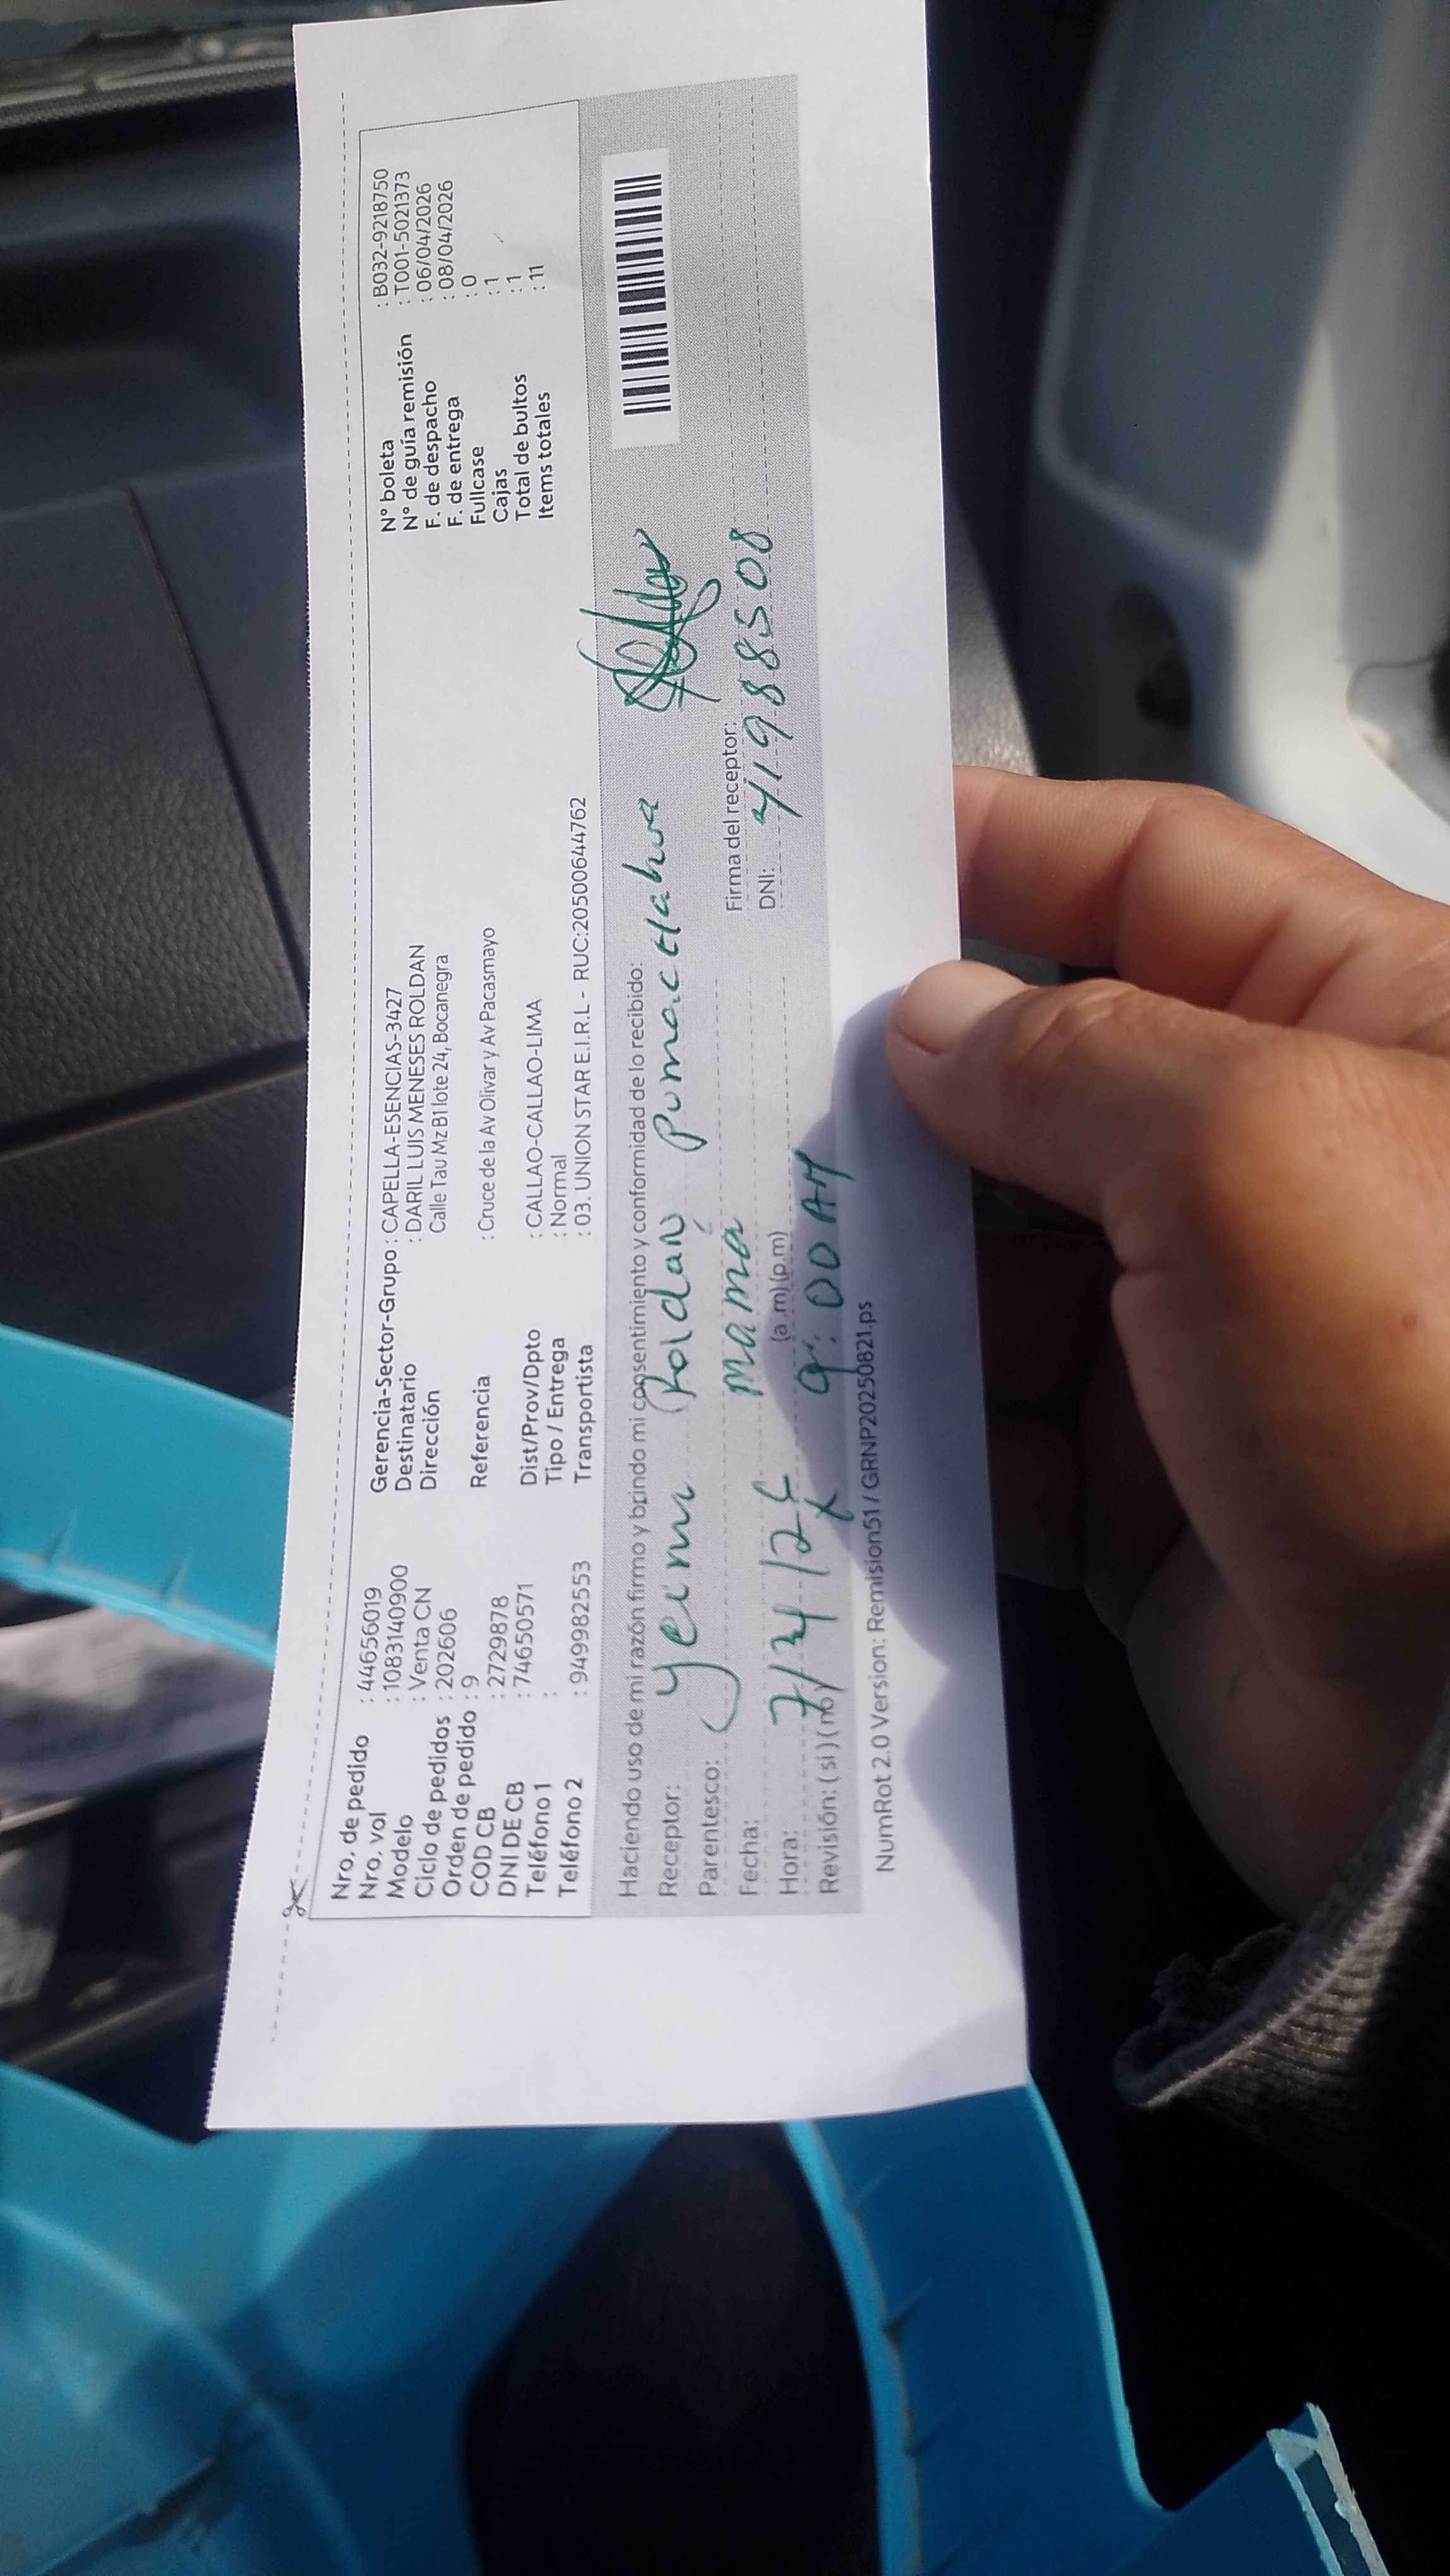 Nro. de pedido : 44656019
Nro. vol : 1083140900
Modelo : Venta CN
Ciclo de pedidos : 202606
Orden de pedido : 9
COD CB : 2729878
DNI DE CB : 74650571
Teléfono 1 :
Teléfono 2 : 949982553
Gerencia-Sector-Grupo : CAPELLA-ESENCIAS-3427
Destinatario : DARIL LUIS MENESES ROLDAN
Dirección Calle Tau Mz B1 lote 24, Bocanegra
Referencia : Cruce de la Av Olivar y Av Pacasmayo
Dist/Prov/Dpto : CALLAO-CALLAO-LIMA
Tipo / Entrega : Normal
Transportista : 03. UNION STAR E.I.R.L - RUC:20500644762
N° boleta : B032-9218750
N° de guía remisión : T001-5021373
F. de despacho : 06/04/2026
F. de entrega : 08/04/2026
Fullcase : 0
Cajas : 1
Total de bultos : 1
Items totales : 11
Haciendo uso de mi razón firmo y brindo mi consentimiento y conformidad de lo recibido:
Receptor: Yeimi Roldan Pumaccahua
Parentesco: mamá
Firma del receptor:
Fecha: 7/4/26
DNI: 41988508
Hora: 9:00 AM (a.m) (p.m)
Revisión: (si) (no) x
NumRot 2.0 Version: Remision51 / GRNP20250821.ps